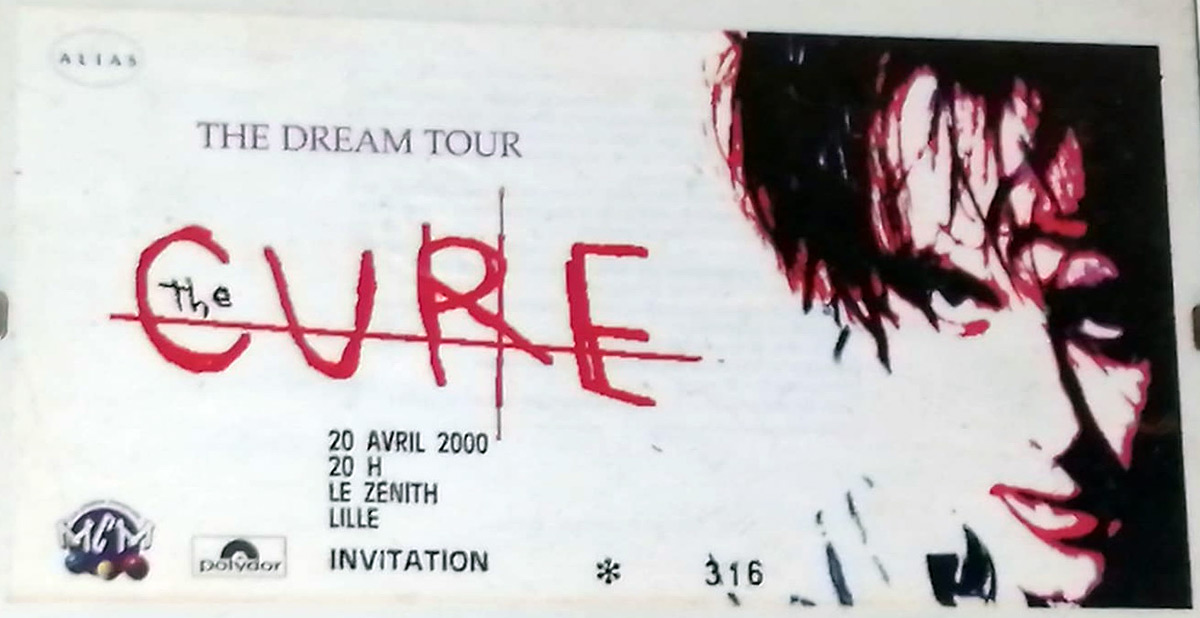 ALIAS
THE DREAM TOUR
The CURE
20 AVRIL 2000
20 H
LE ZENITH
LILLE
MCM
polydor
INVITATION * 316